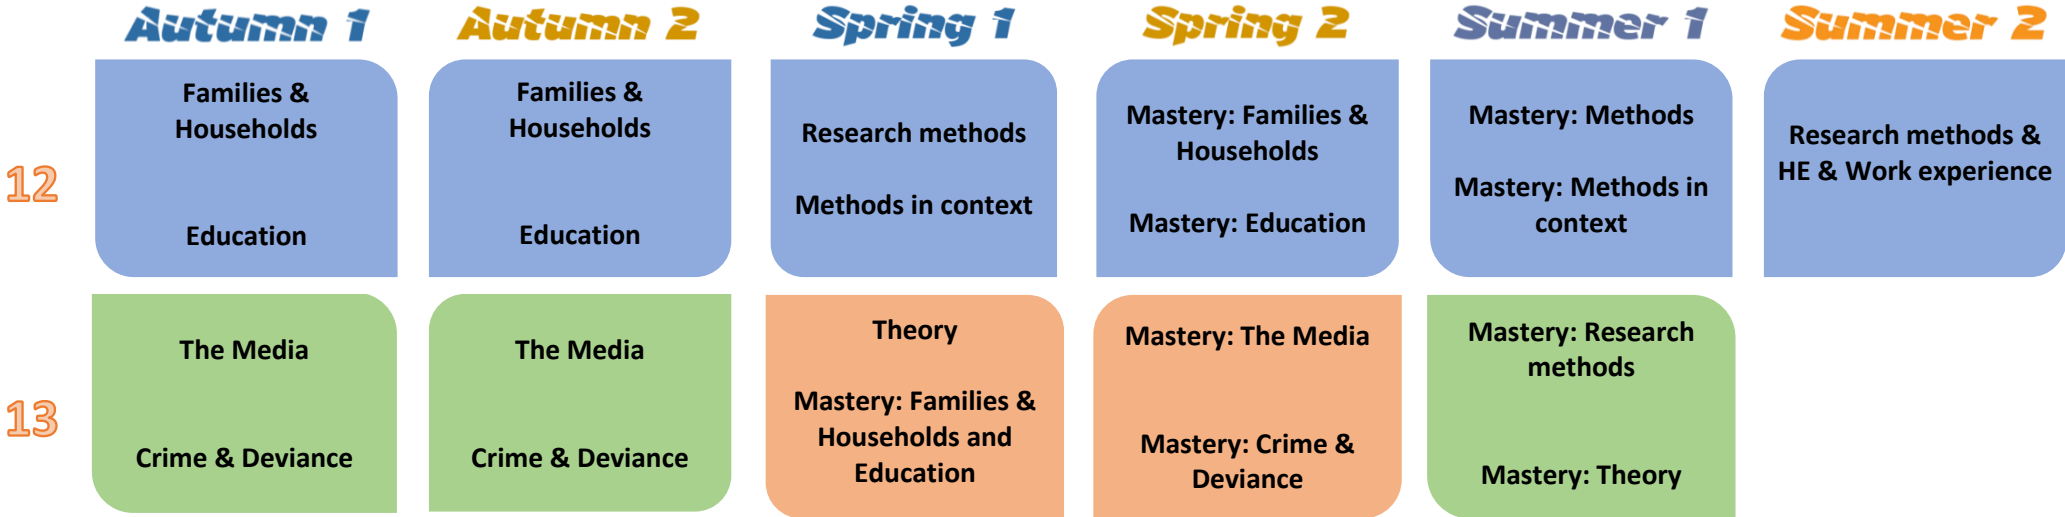 Autumn 1
Autumn 2
Spring 1
Spring 2
Summer 1
Summer 2
12
Families &
Households
Education
Families &
Households
Education
Research methods
Methods in context
Mastery: Families &
Households
Mastery: Education
Mastery: Methods
Mastery: Methods in
context
Research methods &
HE & Work experience
13
The Media
Crime & Deviance
The Media
Crime & Deviance
Theory
Mastery: Families &
Households and
Education
Mastery: The Media
Mastery: Crime &
Deviance
Mastery: Research
methods
Mastery: Theory